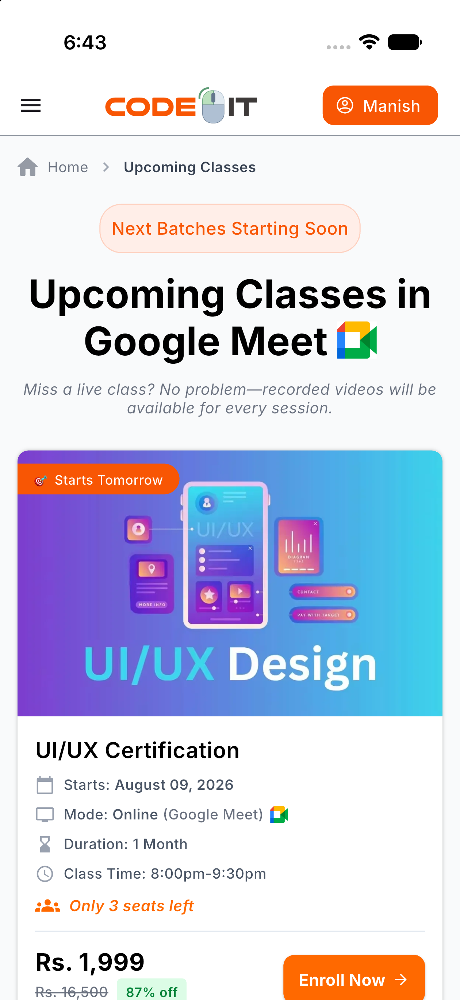 6:43
CODE IT
Manish
Home
Upcoming Classes
Next Batches Starting Soon
Upcoming Classes in
Google Meet
Miss a live class? No problem—recorded videos will be
available for every session.
🎯 Starts Tomorrow
UI/UX
DIAGRAM
MORE INFO
CONTACT
PAY WITH TARGET
UI/UX Design
UI/UX Certification
Starts: August 09, 2026
Mode: Online (Google Meet)
Duration: 1 Month
Class Time: 8:00pm-9:30pm
Only 3 seats left
Rs. 1,999
Enroll Now →
Rs. 16,500
87% off